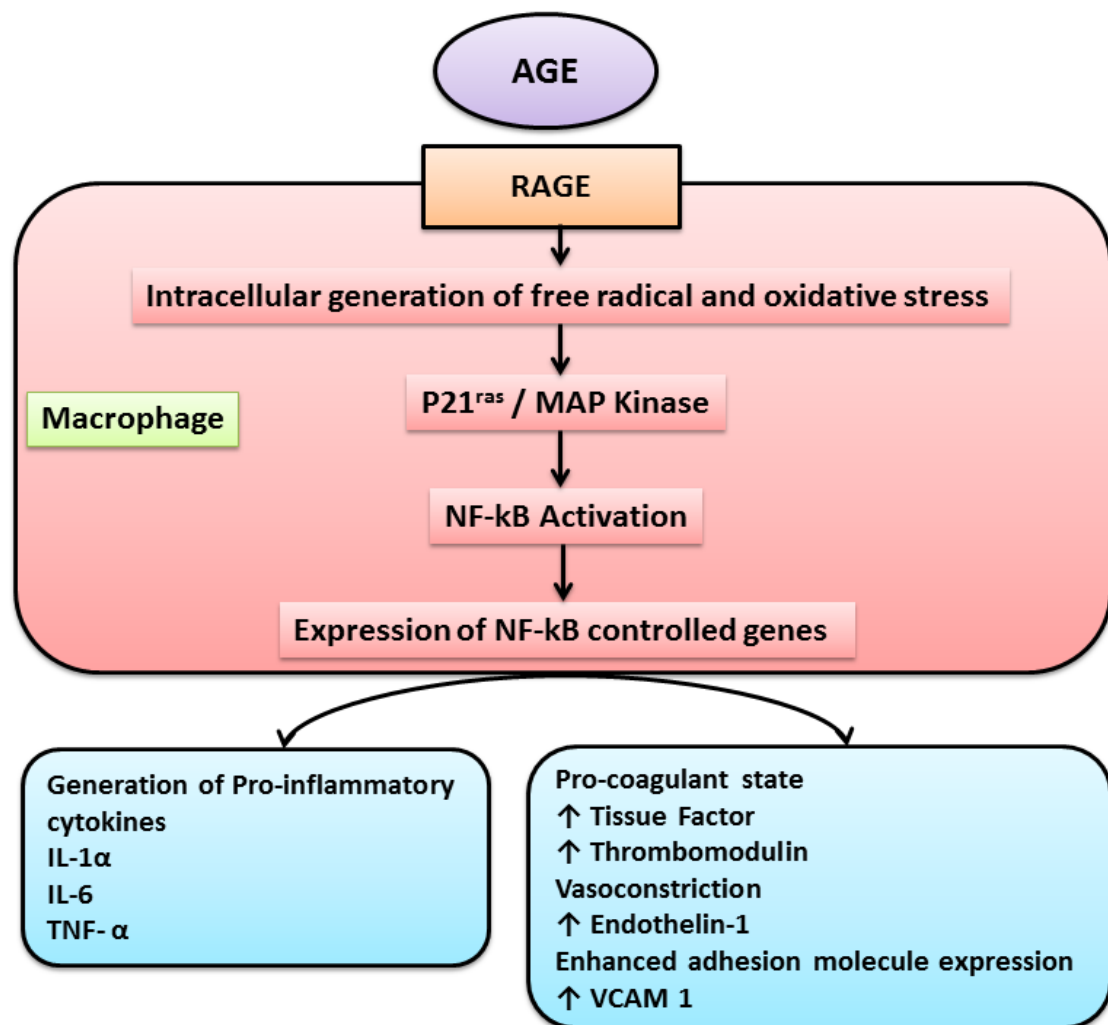 AGE
RAGE
Intracellular generation of free radical and oxidative stress
P21ras / MAP Kinase
Macrophage
NF-kB Activation
Expression of NF-kB controlled genes
Generation of Pro-inflammatory
cytokines
IL-1α
IL-6
TNF- α
Pro-coagulant state
↑ Tissue Factor
↑ Thrombomodulin
Vasoconstriction
↑ Endothelin-1
Enhanced adhesion molecule expression
↑ VCAM 1